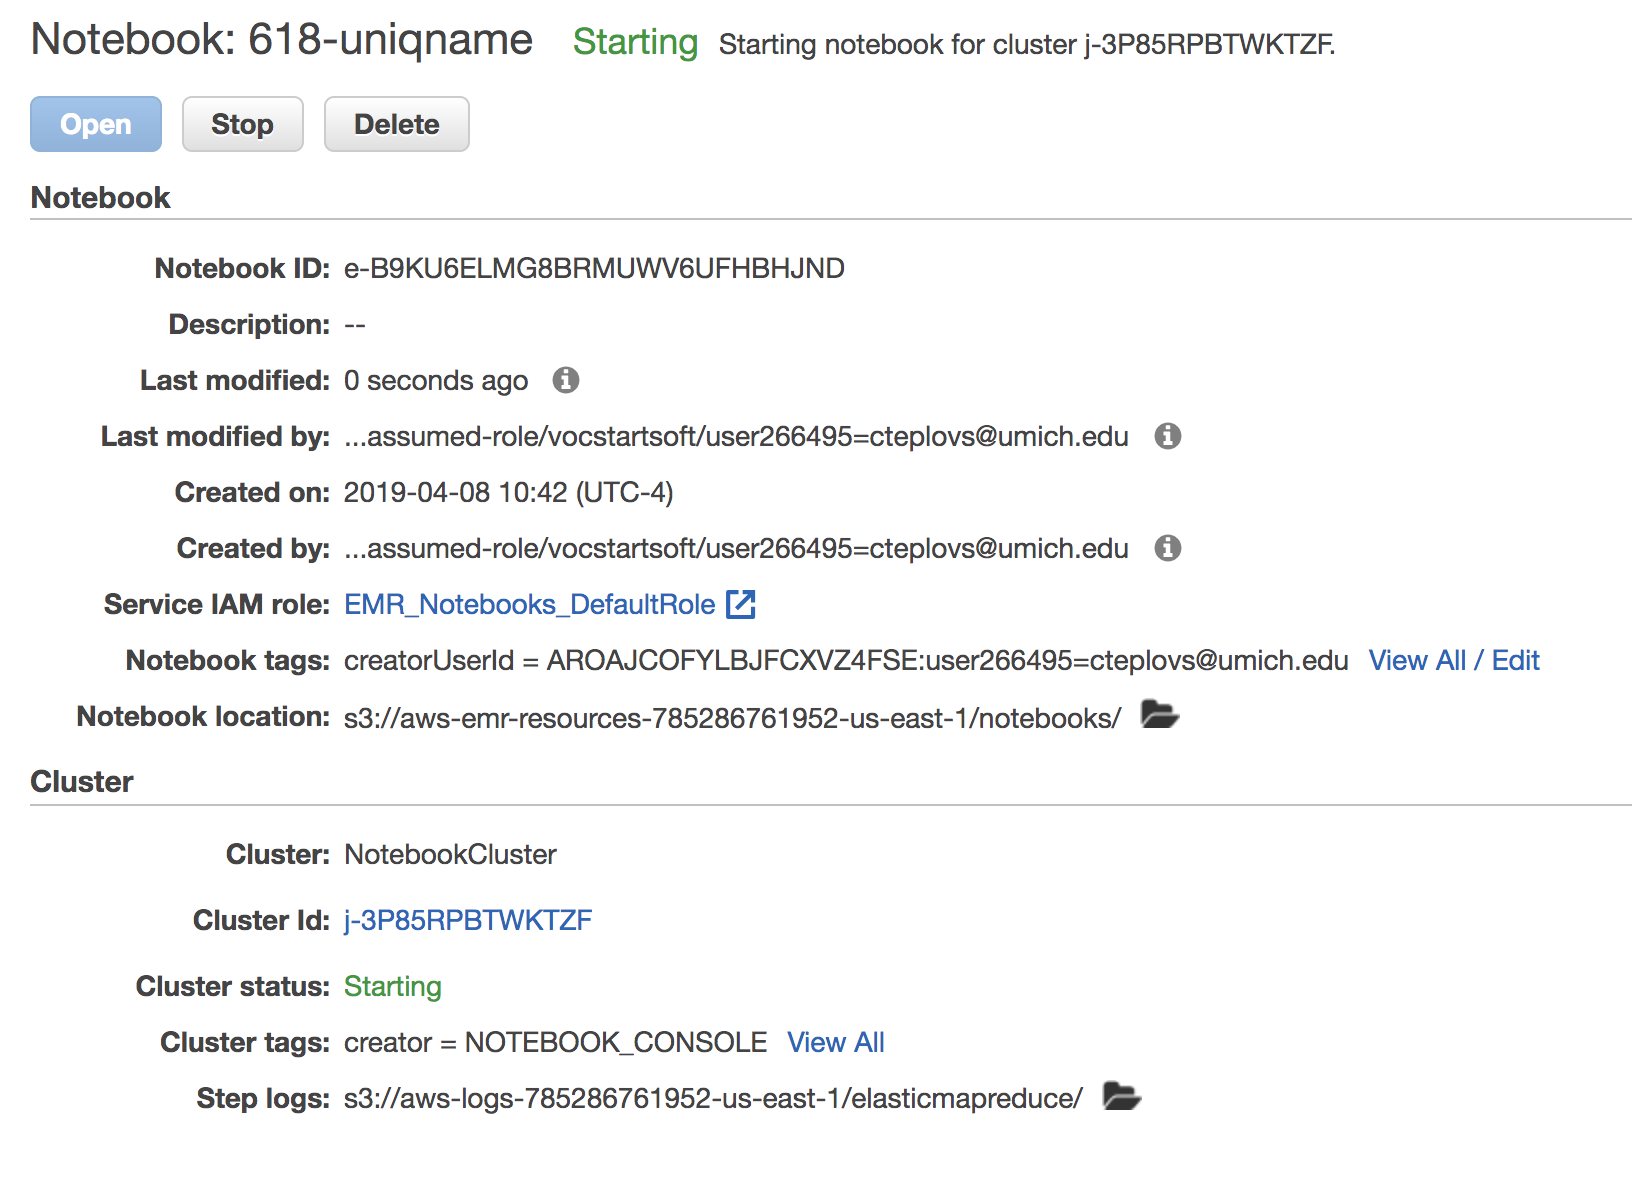 Notebook: 618-uniqname Starting Starting notebook for cluster j-3P85RPBTWKTZF.
Open Stop Delete
Notebook
Notebook ID: e-B9KU6ELMG8BRMUWV6UFHBHJND
Description: --
Last modified: 0 seconds ago
Last modified by: ...assumed-role/vocstartsoft/user266495=cteplovs@umich.edu
Created on: 2019-04-08 10:42 (UTC-4)
Created by: ...assumed-role/vocstartsoft/user266495=cteplovs@umich.edu
Service IAM role: EMR_Notebooks_DefaultRole
Notebook tags: creatorUserId = AROAJCOFYLBJFCXVZ4FSE:user266495=cteplovs@umich.edu View All / Edit
Notebook location: s3://aws-emr-resources-785286761952-us-east-1/notebooks/
Cluster
Cluster: NotebookCluster
Cluster Id: j-3P85RPBTWKTZF
Cluster status: Starting
Cluster tags: creator = NOTEBOOK_CONSOLE View All
Step logs: s3://aws-logs-785286761952-us-east-1/elasticmapreduce/